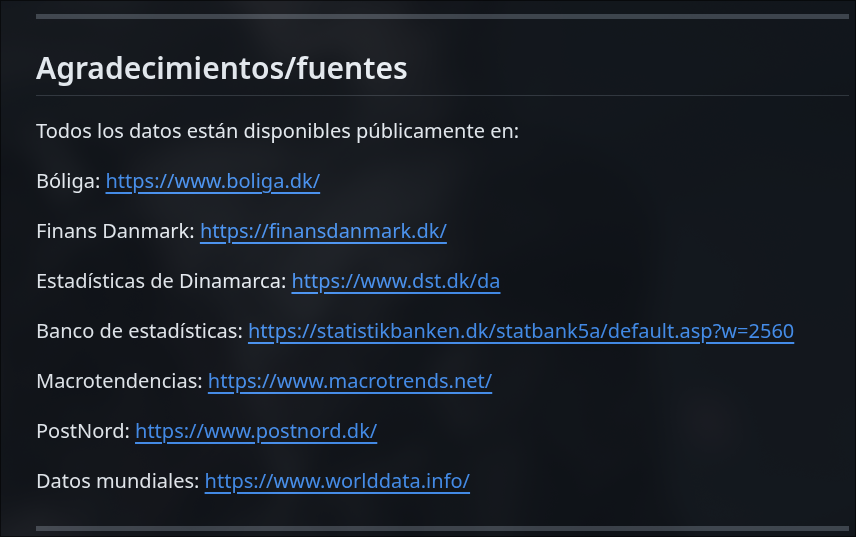 Agradecimientos/fuentes
Todos los datos están disponibles públicamente en:
Bóliga: https://www.boliga.dk/
Finans Danmark: https://finansdanmark.dk/
Estadísticas de Dinamarca: https://www.dst.dk/da
Banco de estadísticas: https://statistikbanken.dk/statbank5a/default.asp?w=2560
Macrotendencias: https://www.macrotrends.net/
PostNord: https://www.postnord.dk/
Datos mundiales: https://www.worlddata.info/